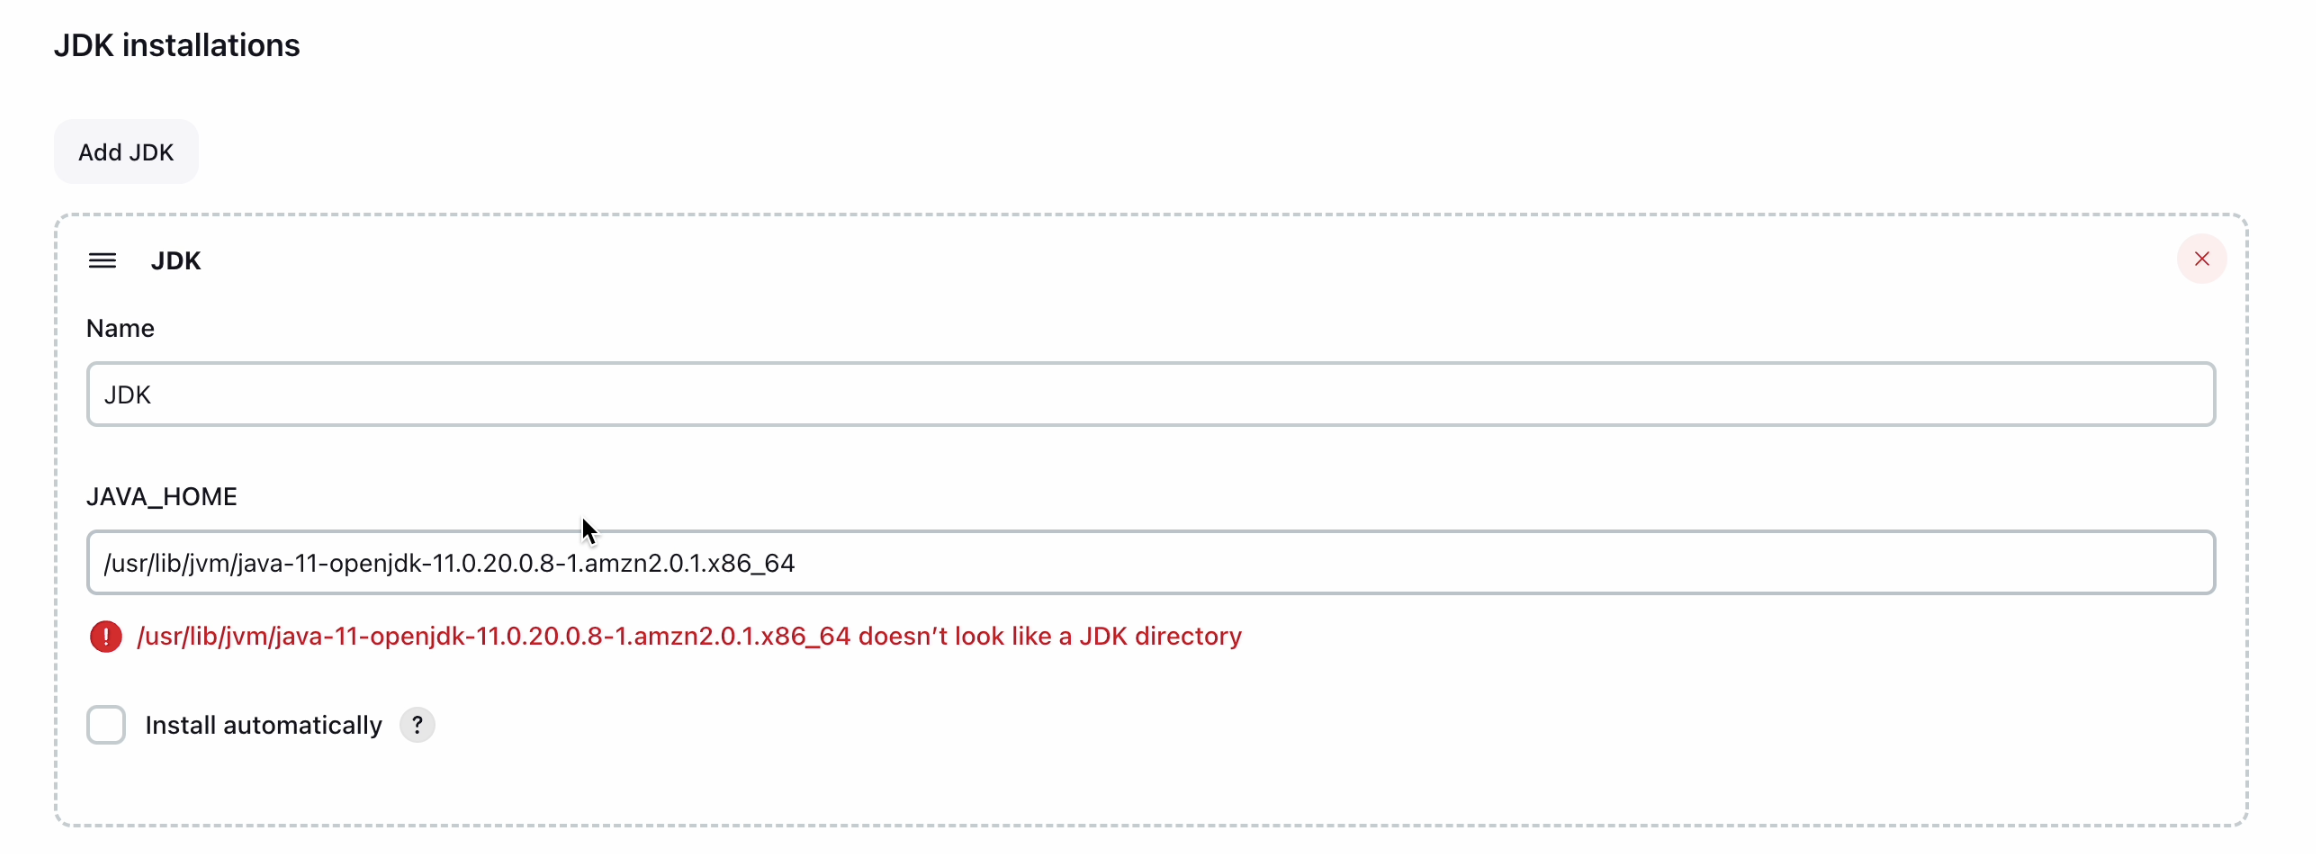 JDK installations
Add JDK
JDK
Name
JDK
JAVA_HOME
/usr/lib/jvm/java-11-openjdk-11.0.20.0.8-1.amzn2.0.1.x86_64
! /usr/lib/jvm/java-11-openjdk-11.0.20.0.8-1.amzn2.0.1.x86_64 doesn’t look like a JDK directory
Install automatically ?